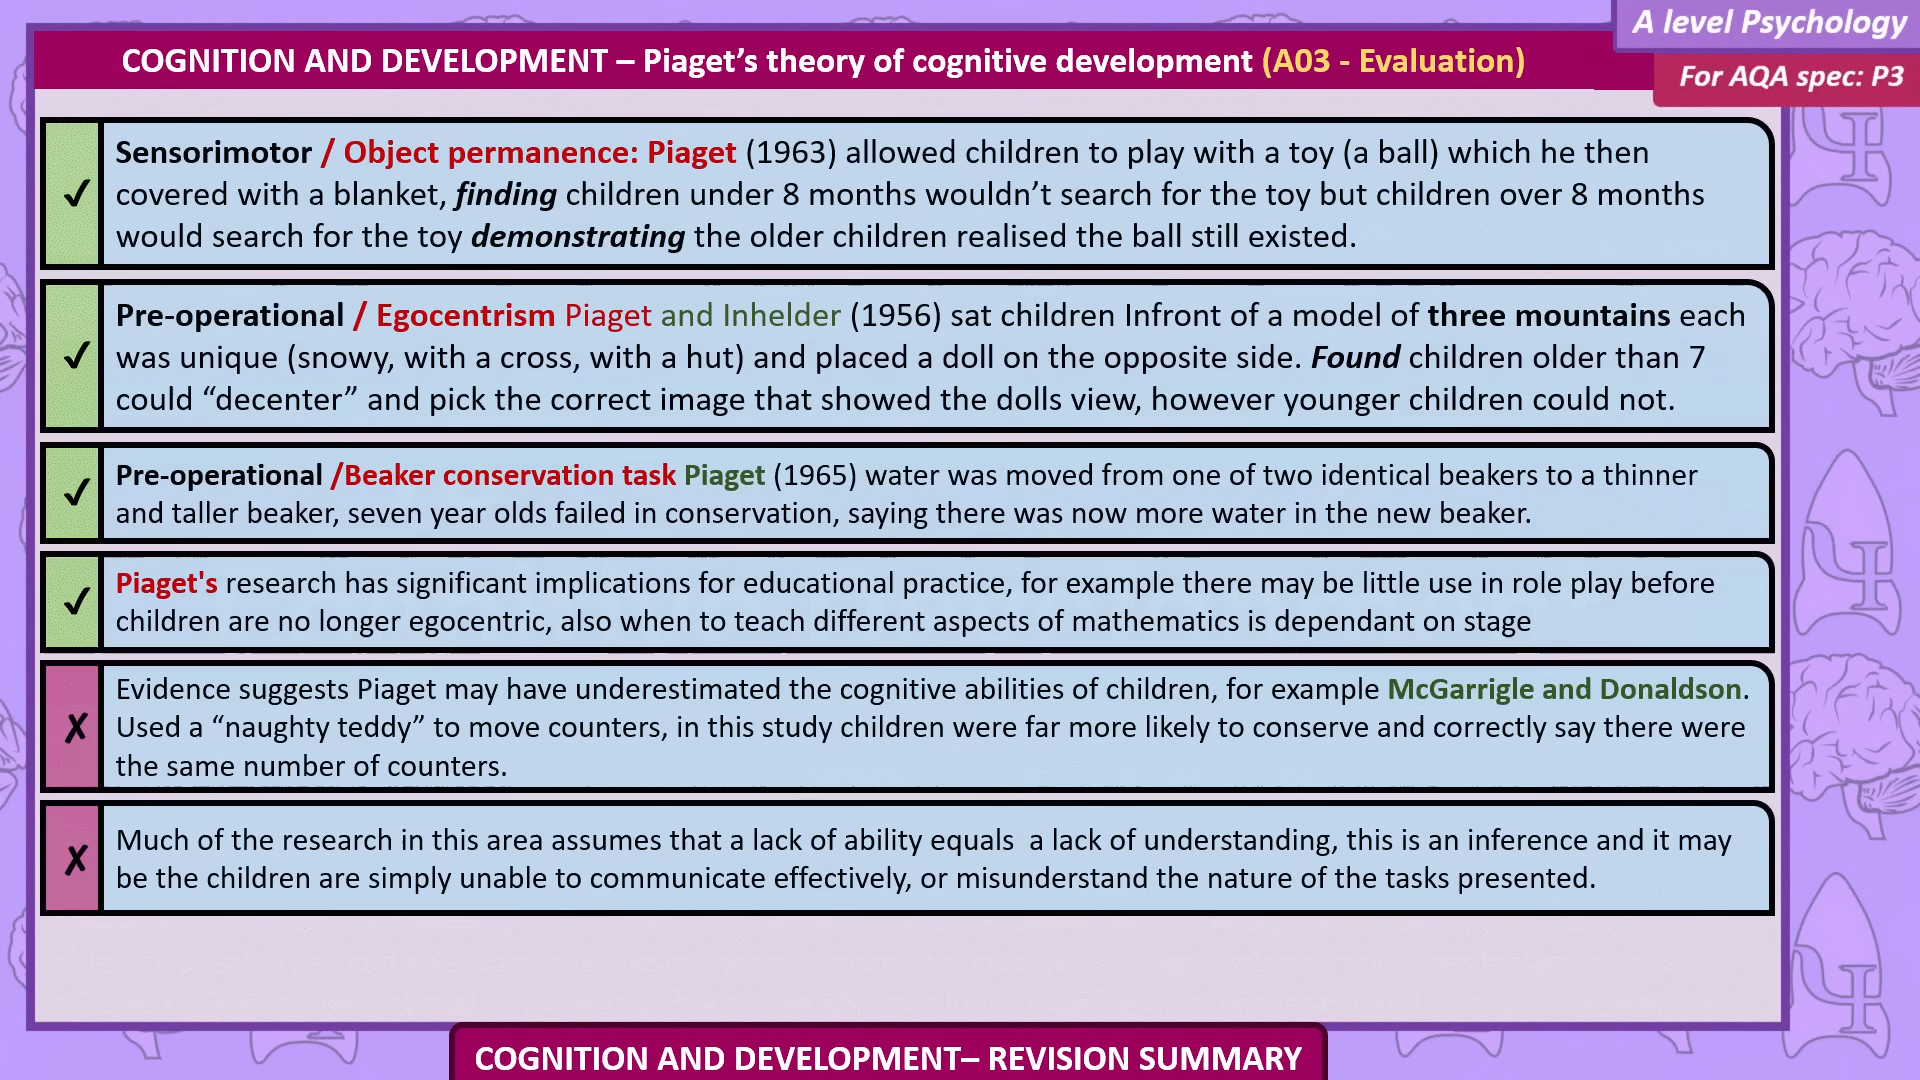 A level Psychology
COGNITION AND DEVELOPMENT – Piaget’s theory of cognitive development (A03 - Evaluation)
For AQA spec: P3
✓
Sensorimotor / Object permanence: Piaget (1963) allowed children to play with a toy (a ball) which he then
covered with a blanket, finding children under 8 months wouldn’t search for the toy but children over 8 months
would search for the toy demonstrating the older children realised the ball still existed.
✓
Pre-operational / Egocentrism Piaget and Inhelder (1956) sat children Infront of a model of three mountains each
was unique (snowy, with a cross, with a hut) and placed a doll on the opposite side. Found children older than 7
could “decenter” and pick the correct image that showed the dolls view, however younger children could not.
✓
Pre-operational /Beaker conservation task Piaget (1965) water was moved from one of two identical beakers to a thinner
and taller beaker, seven year olds failed in conservation, saying there was now more water in the new beaker.
✓
Piaget's research has significant implications for educational practice, for example there may be little use in role play before
children are no longer egocentric, also when to teach different aspects of mathematics is dependant on stage
✗
Evidence suggests Piaget may have underestimated the cognitive abilities of children, for example McGarrigle and Donaldson.
Used a “naughty teddy” to move counters, in this study children were far more likely to conserve and correctly say there were
the same number of counters.
✗
Much of the research in this area assumes that a lack of ability equals  a lack of understanding, this is an inference and it may
be the children are simply unable to communicate effectively, or misunderstand the nature of the tasks presented.
COGNITION AND DEVELOPMENT– REVISION SUMMARY